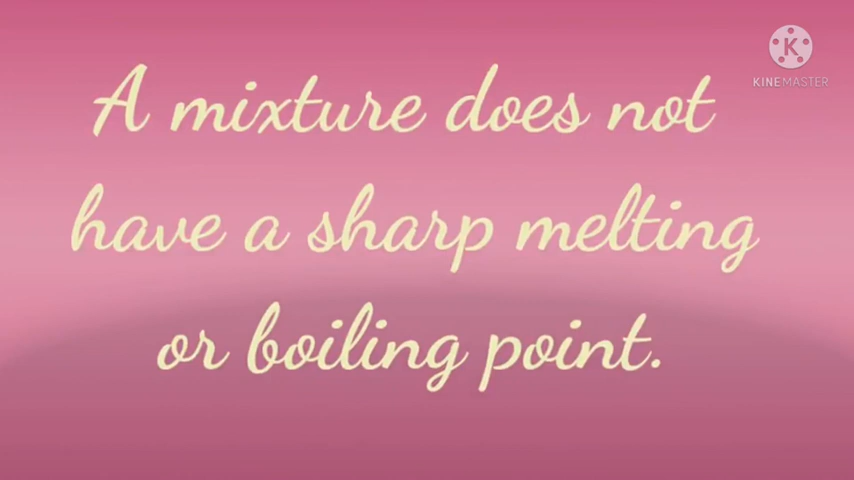 KINEMASTER
A mixture does not
have a sharp melting
or boiling point.